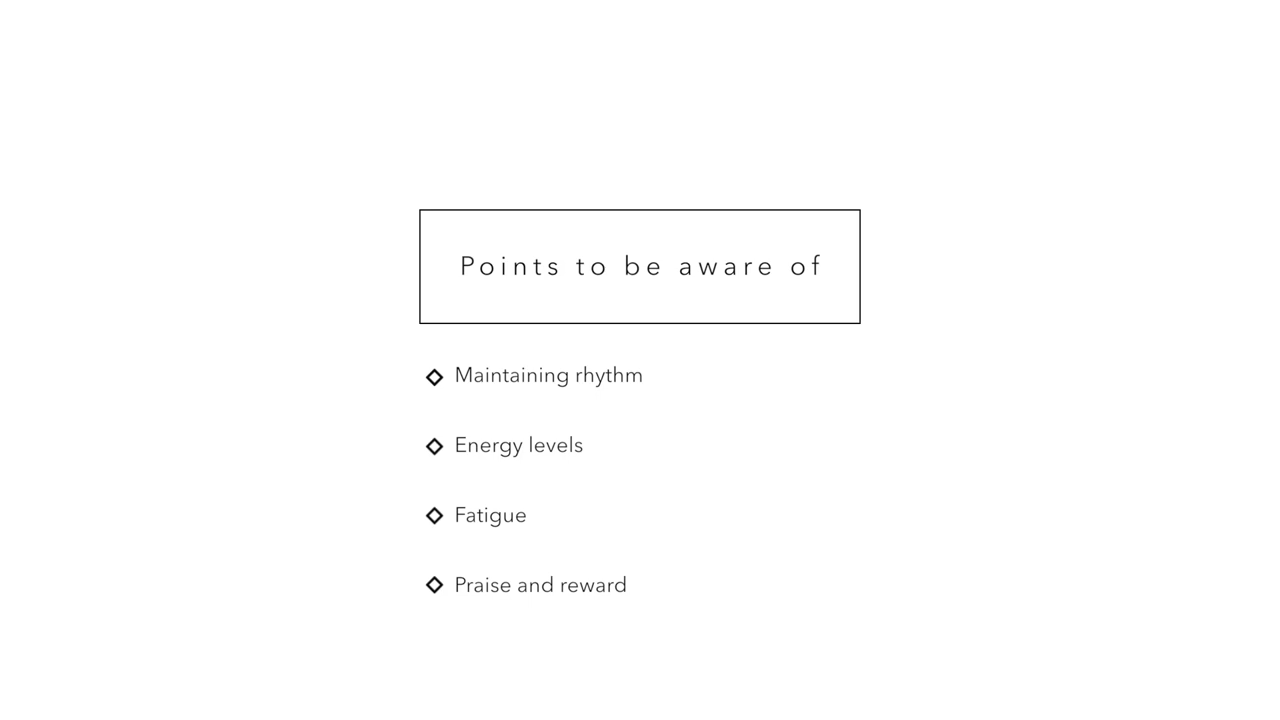 Points to be aware of
Maintaining rhythm
Energy levels
Fatigue
Praise and reward